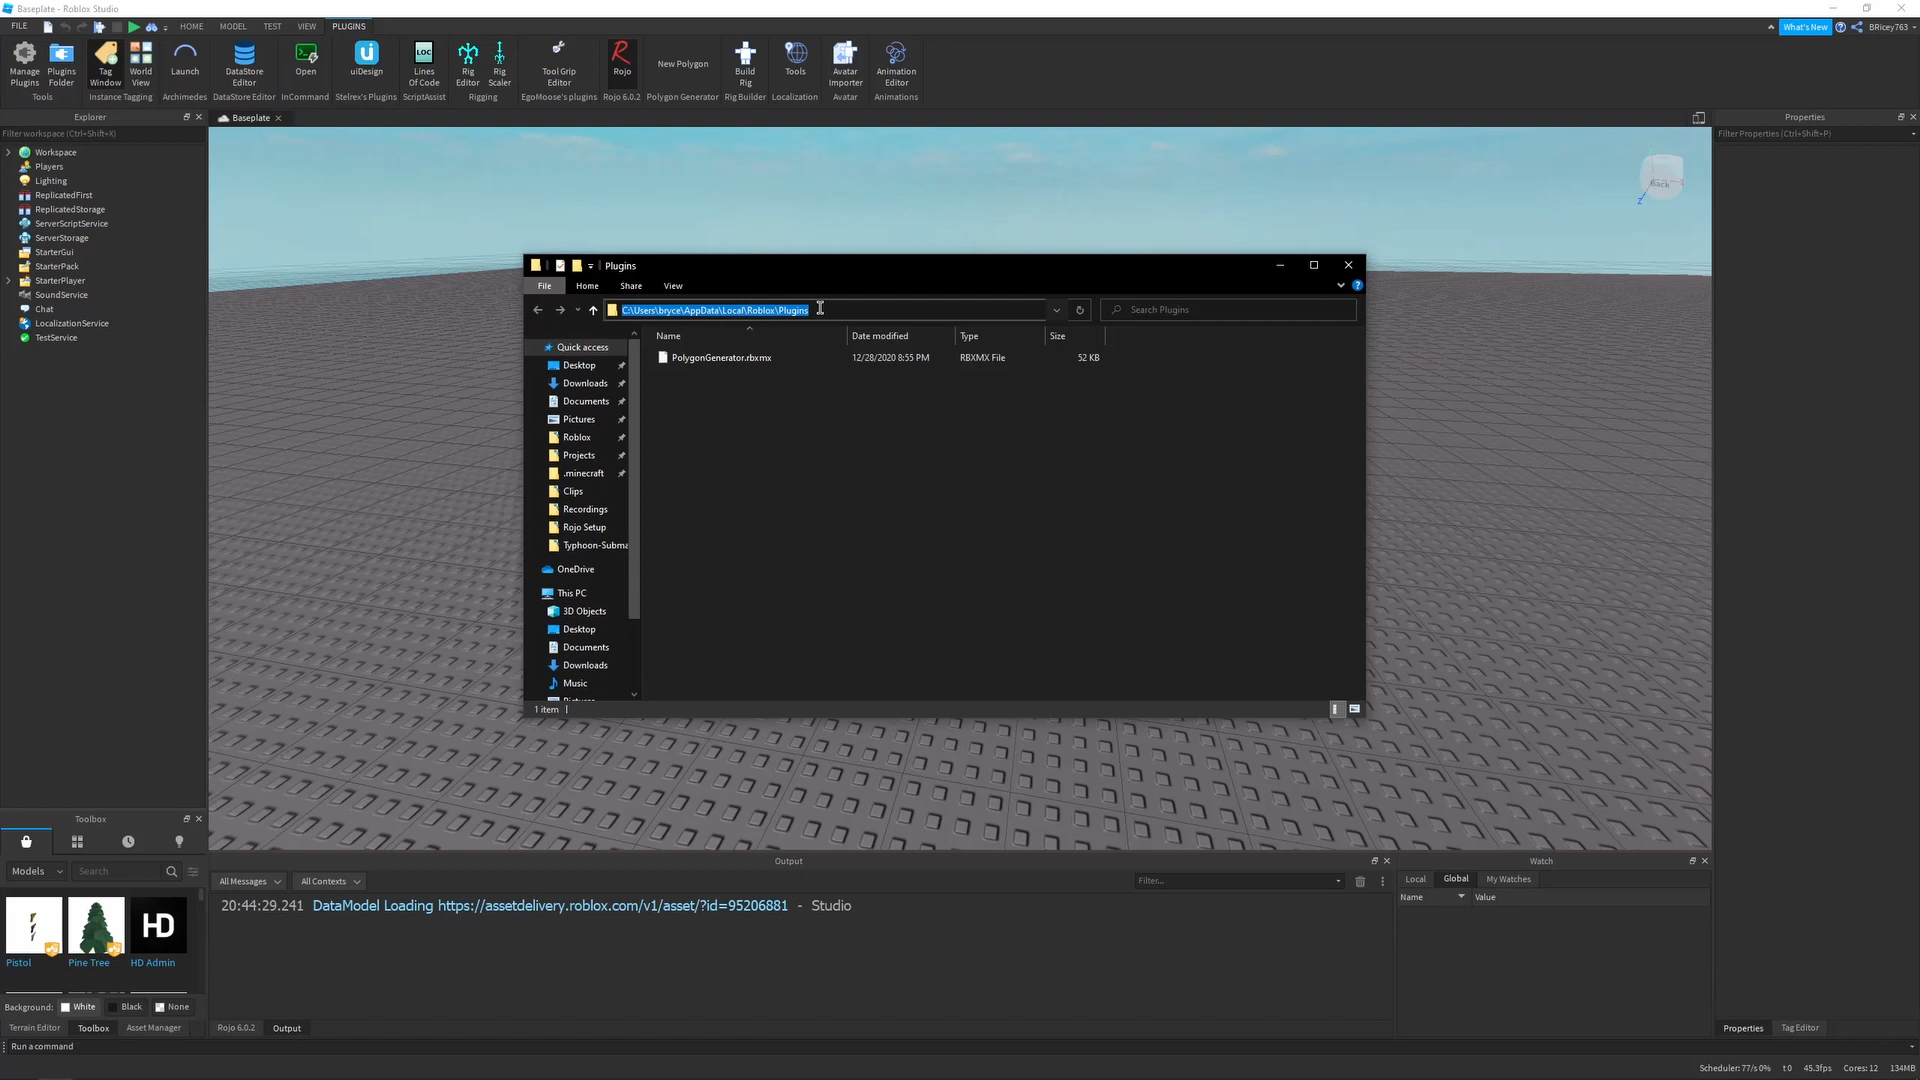 Baseplate - Roblox Studio
FILE HOME MODEL TEST VIEW PLUGINS
What's New BRicey763
Manage Plugins
Plugins Folder
Tag Window
World View
Launch
DataStore Editor
Open
uiDesign
LOC
Lines Of Code
Rig Editor
Rig Scaler
Tool Grip Editor
Rojo
New Polygon
Build Rig
Tools
Avatar Importer
Animation Editor
Tools Instance Tagging Archimedes DataStore Editor InCommand Stelrex's Plugins ScriptAssist Rigging EgoMoose's plugins Rojo 6.0.2 Polygon Generator Rig Builder Localization Avatar Animations
Explorer
Filter workspace (Ctrl+Shift+X)
Workspace
Players
Lighting
ReplicatedFirst
ReplicatedStorage
ServerScriptService
ServerStorage
StarterGui
StarterPack
StarterPlayer
SoundService
Chat
LocalizationService
TestService
Baseplate
Back
Z
Properties
Filter Properties (Ctrl+Shift+P)
Plugins
File Home Share View
C:\Users\bryce\AppData\Local\Roblox\Plugins
Search Plugins
Name Date modified Type Size
PolygonGenerator.rbxmx 12/28/2020 8:55 PM RBXMX File 52 KB
Quick access
Desktop
Downloads
Documents
Pictures
Roblox
Projects
.minecraft
Clips
Recordings
Rojo Setup
Typhoon-Subma
OneDrive
This PC
3D Objects
Desktop
Documents
Downloads
Music
1 item
Toolbox
Models Search
Pistol
Pine Tree
HD
HD Admin
Background: White Black None
Terrain Editor Toolbox Asset Manager
Output
All Messages All Contexts Filter...
20:44:29.241 DataModel Loading https://assetdelivery.roblox.com/v1/asset/?id=95206881 - Studio
Rojo 6.0.2 Output
Watch
Local Global My Watches
Name Value
Properties Tag Editor
Run a command
Scheduler: 77/s 0% t 0 45.3fps Cores: 12 134MB